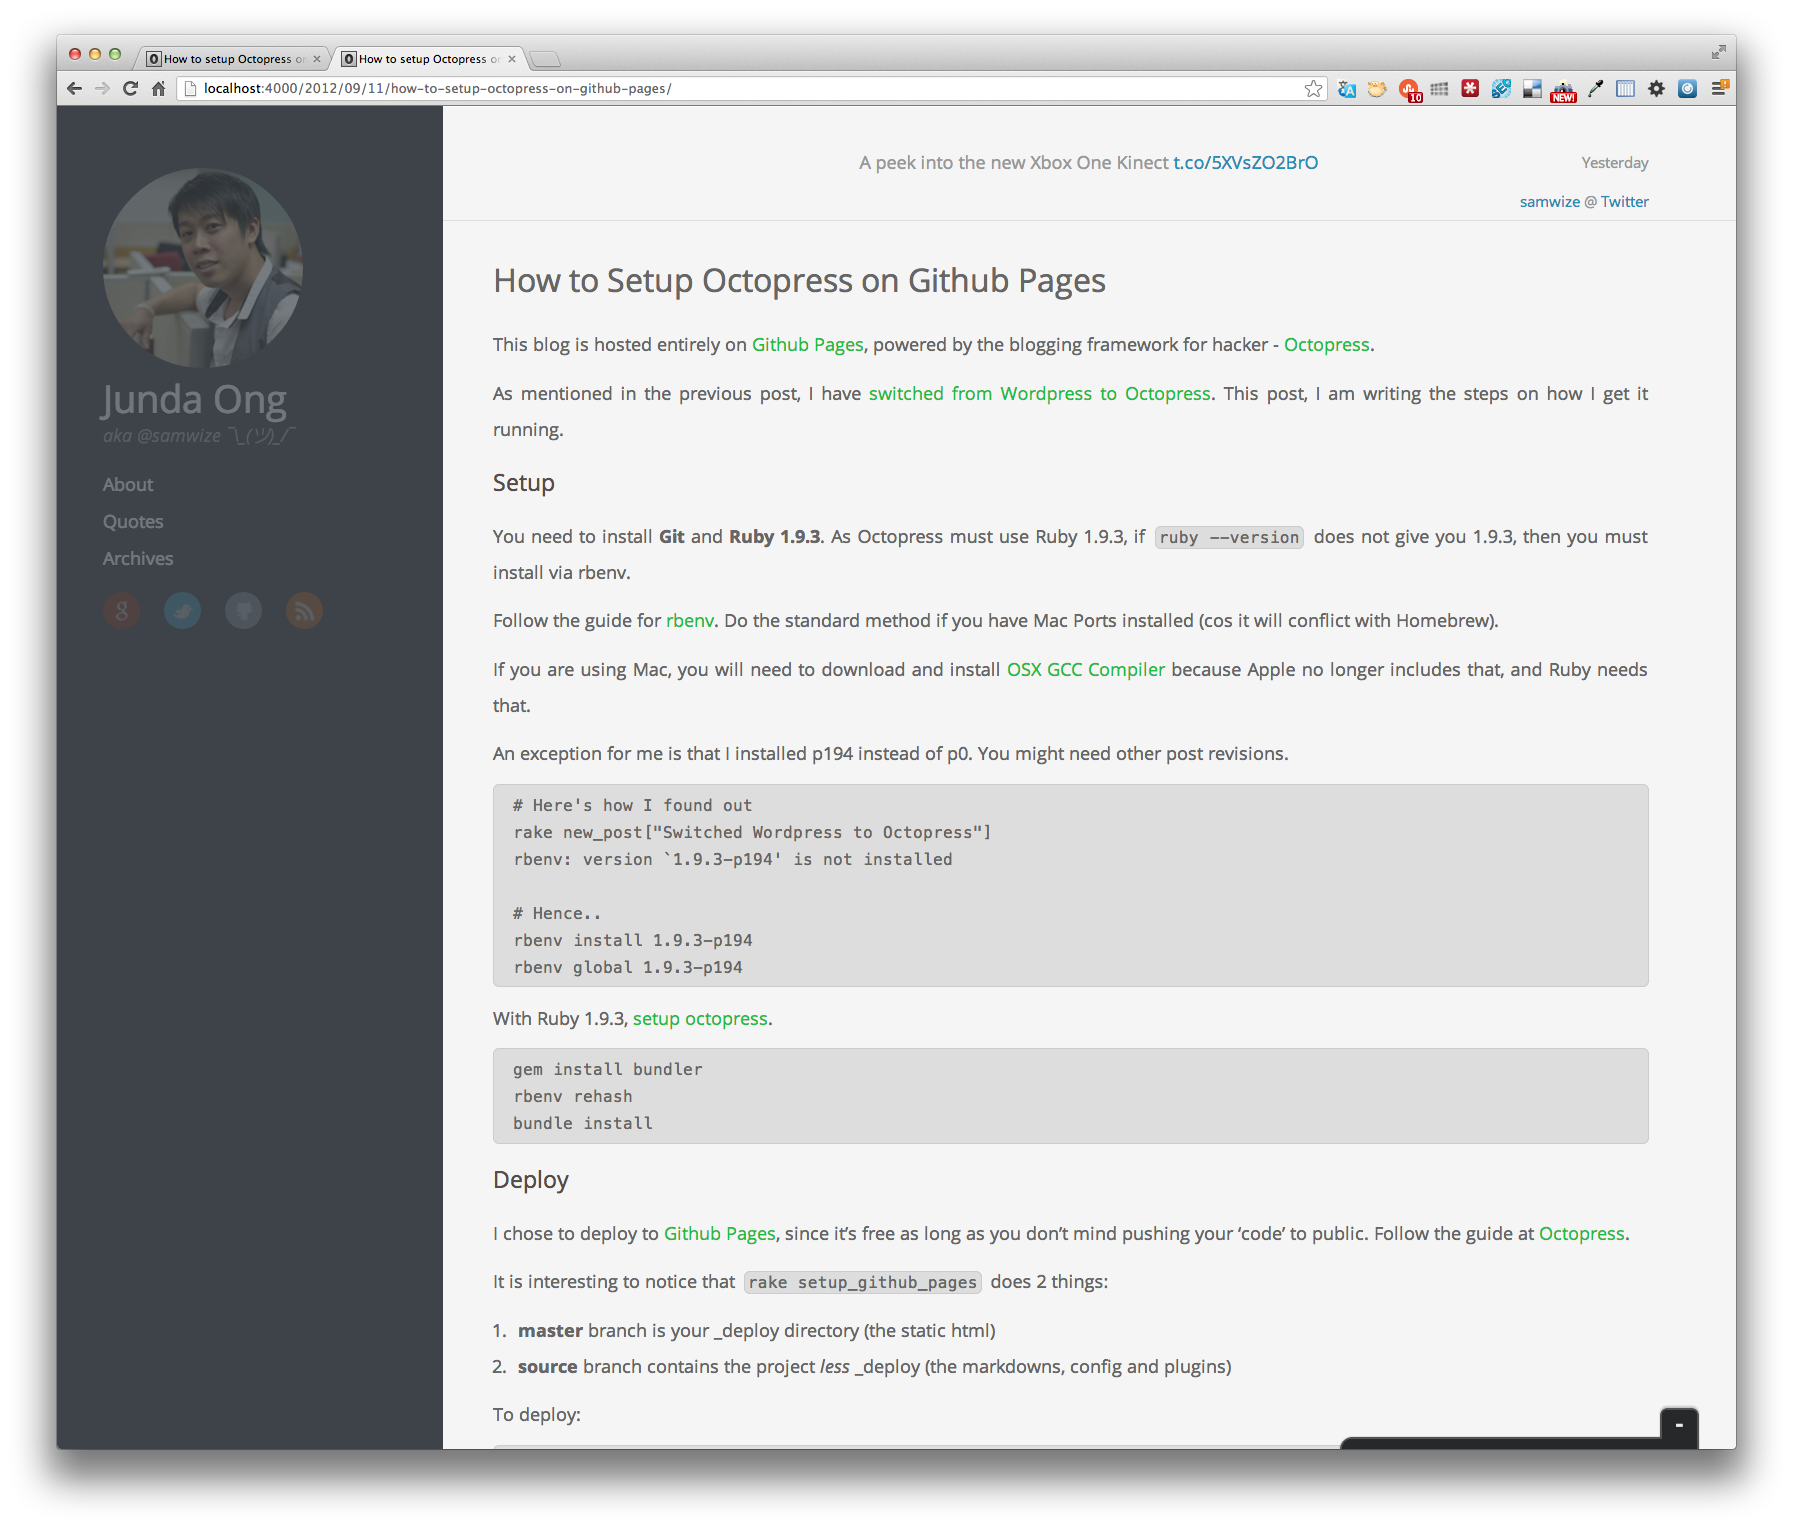 How to setup Octopress or
How to setup Octopress or
localhost:4000/2012/09/11/how-to-setup-octopress-on-github-pages/
10
NEW!
A peek into the new Xbox One Kinect t.co/5XVsZO2BrO
Yesterday
samwize @ Twitter
Junda Ong
aka @samwize ¯\_(ツ)_/¯
About
Quotes
Archives
g
How to Setup Octopress on Github Pages
This blog is hosted entirely on Github Pages, powered by the blogging framework for hacker - Octopress.
As mentioned in the previous post, I have switched from Wordpress to Octopress. This post, I am writing the steps on how I get it
running.
Setup
You need to install Git and Ruby 1.9.3. As Octopress must use Ruby 1.9.3, if ruby --version does not give you 1.9.3, then you must
install via rbenv.
Follow the guide for rbenv. Do the standard method if you have Mac Ports installed (cos it will conflict with Homebrew).
If you are using Mac, you will need to download and install OSX GCC Compiler because Apple no longer includes that, and Ruby needs
that.
An exception for me is that I installed p194 instead of p0. You might need other post revisions.
# Here's how I found out
rake new_post["Switched Wordpress to Octopress"]
rbenv: version `1.9.3-p194' is not installed
# Hence..
rbenv install 1.9.3-p194
rbenv global 1.9.3-p194
With Ruby 1.9.3, setup octopress.
gem install bundler
rbenv rehash
bundle install
Deploy
I chose to deploy to Github Pages, since it’s free as long as you don’t mind pushing your ‘code’ to public. Follow the guide at Octopress.
It is interesting to notice that rake setup_github_pages does 2 things:
1. master branch is your _deploy directory (the static html)
2. source branch contains the project less _deploy (the markdowns, config and plugins)
To deploy:
-